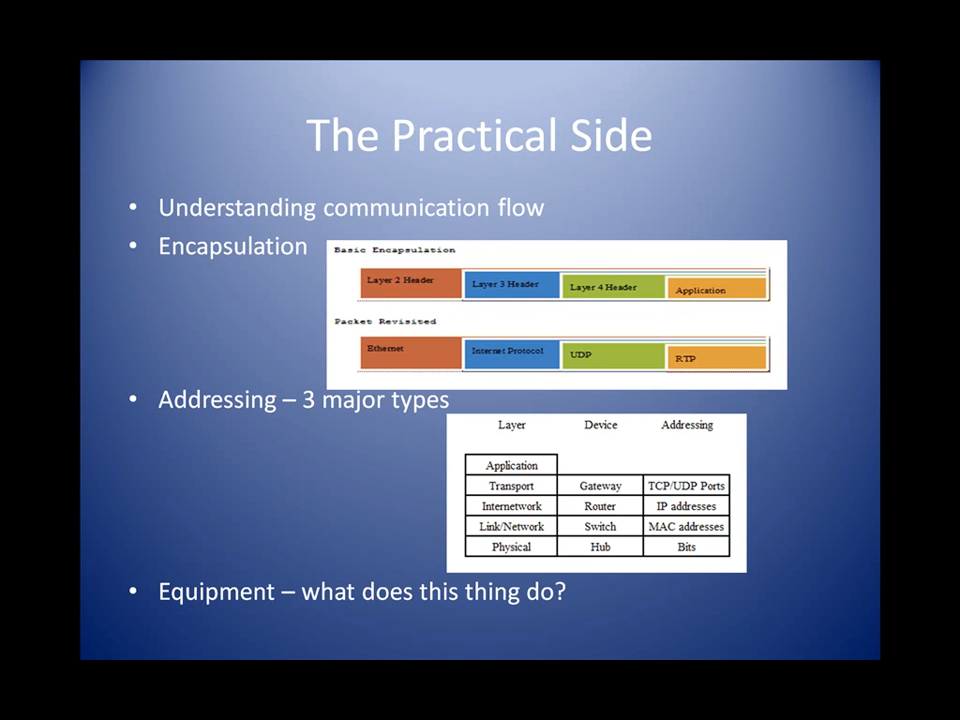 The Practical Side
• Understanding communication flow
• Encapsulation
Basic Encapsulation
Layer 2 Header Layer 3 Header Layer 4 Header Application
Packet Revisited
Ethernet Internet Protocol UDP RTP
• Addressing – 3 major types
Layer Device Addressing
Application
Transport Gateway TCP/UDP Ports
Internetwork Router IP addresses
Link/Network Switch MAC addresses
Physical Hub Bits
• Equipment – what does this thing do?